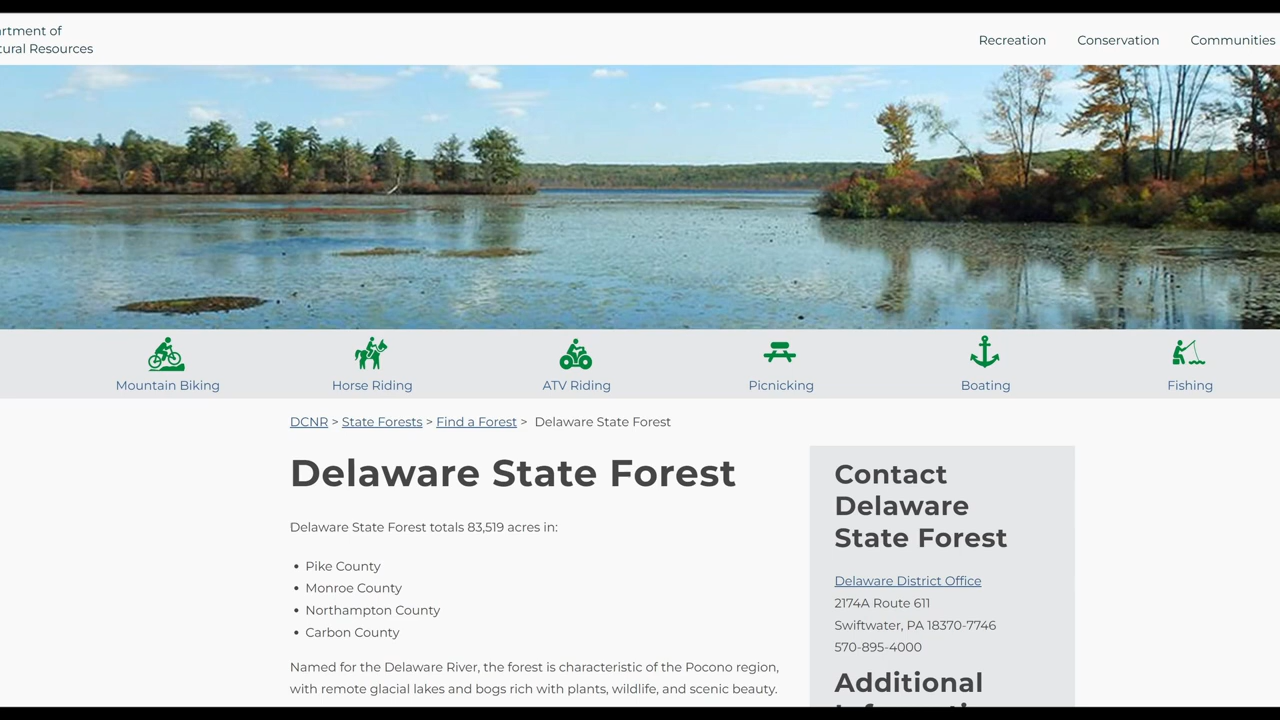 artment of
tural Resources
Recreation Conservation Communities
Mountain Biking Horse Riding ATV Riding Picnicking Boating Fishing
DCNR > State Forests > Find a Forest > Delaware State Forest
Delaware State Forest
Delaware State Forest totals 83,519 acres in:
• Pike County
• Monroe County
• Northampton County
• Carbon County
Named for the Delaware River, the forest is characteristic of the Pocono region,
with remote glacial lakes and bogs rich with plants, wildlife, and scenic beauty.
Contact
Delaware
State Forest
Delaware District Office
2174A Route 611
Swiftwater, PA 18370-7746
570-895-4000
Additional